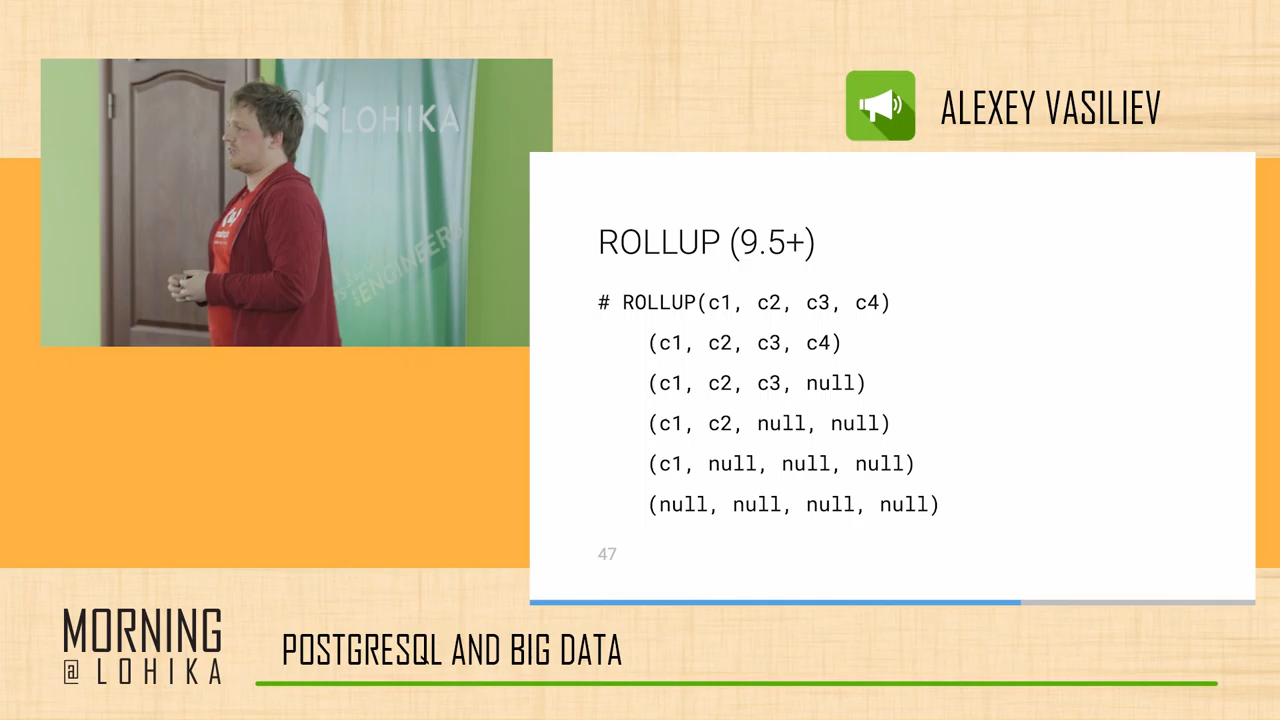 LOHIKA
ENGINEERS
ALEXEY VASILIEV
ROLLUP (9.5+)
# ROLLUP(c1, c2, c3, c4)
(c1, c2, c3, c4)
(c1, c2, c3, null)
(c1, c2, null, null)
(c1, null, null, null)
(null, null, null, null)
47
MORNING
@ LOHIKA
POSTGRESQL AND BIG DATA